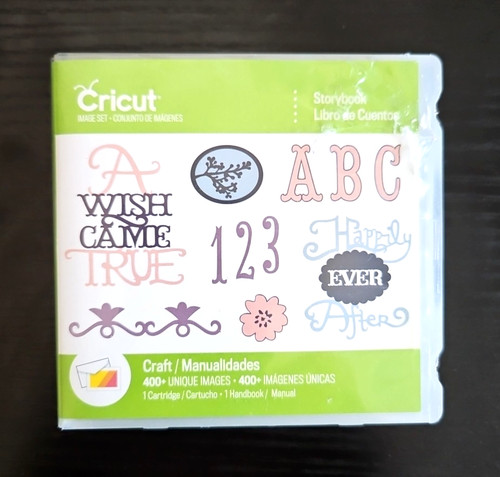 Cricut
IMAGE SET • CONJUNTO DE IMÁGENES
Storybook
Libro de Cuentos
A
WISH
CAME
TRUE
ABC
123
Happily
EVER
After
Craft / Manualidades
400+ UNIQUE IMAGES • 400+ IMÁGENES ÚNICAS
1 Cartridge / Cartucho • 1 Handbook / Manual